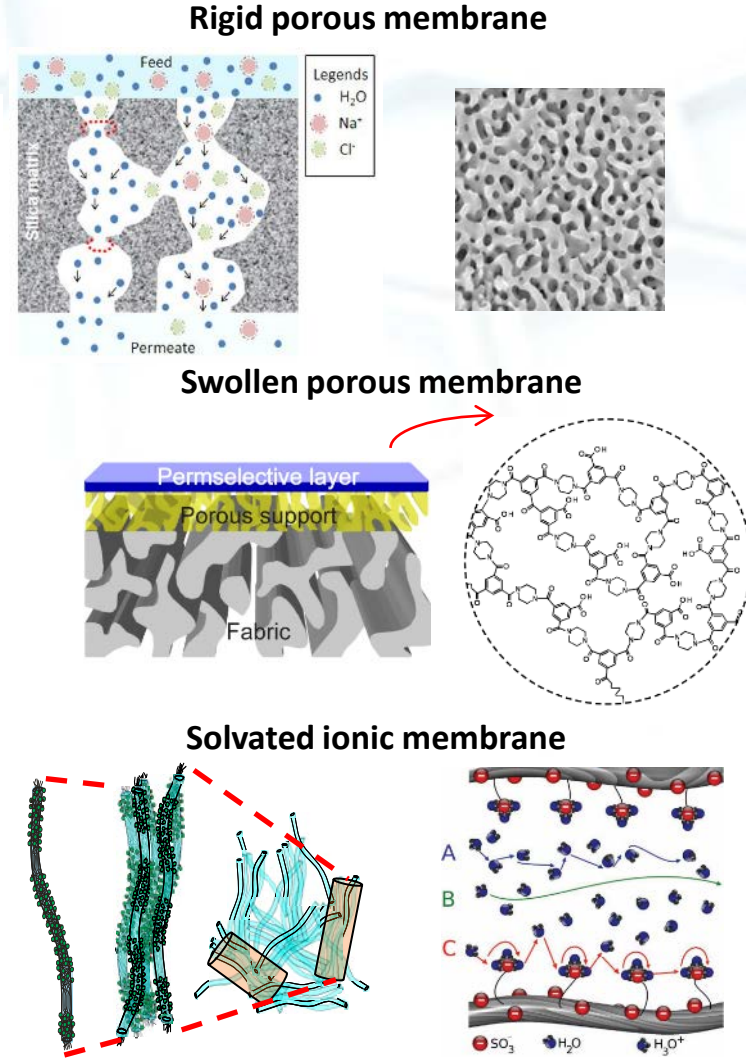 Rigid porous membrane
Feed
Legends
H₂O
Na⁺
Cl⁻
Silica matrix
Permeate
Swollen porous membrane
Permselective layer
Porous support
Fabric
Solvated ionic membrane
A
B
C
SO₃⁻ H₂O H₃O⁺